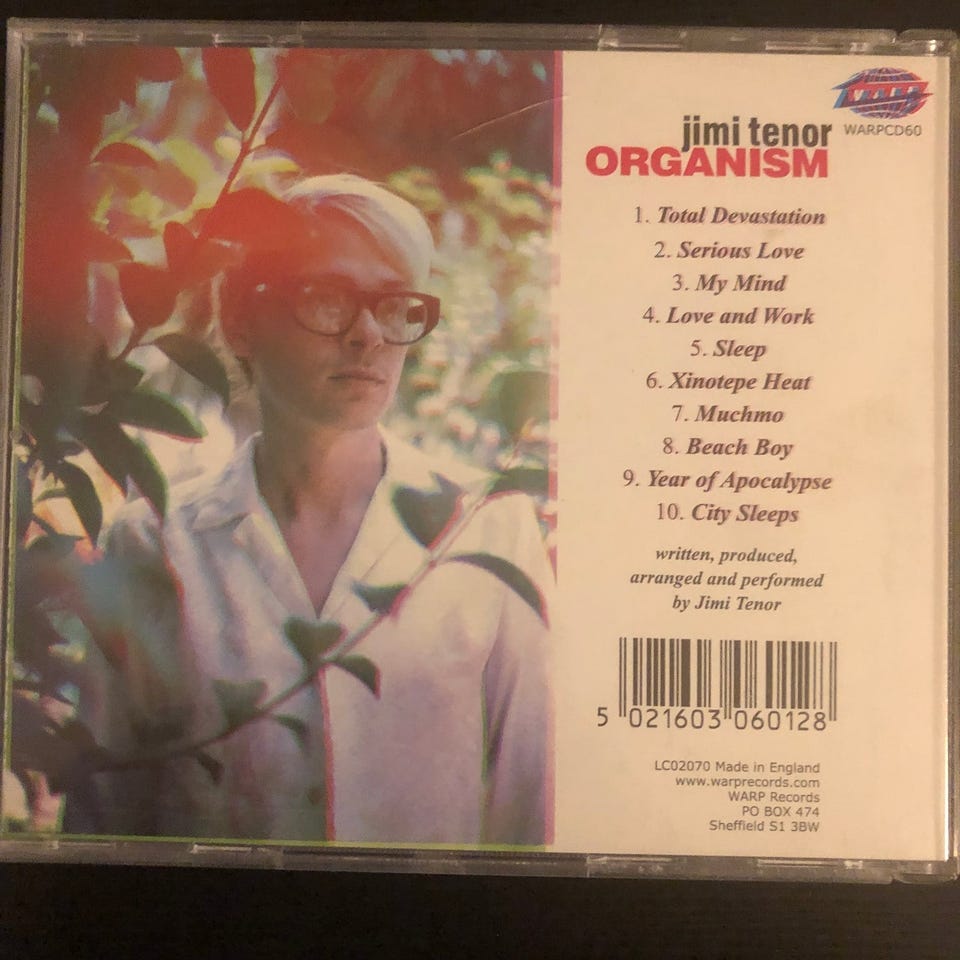 WARP
WARPCD60
jimi tenor
ORGANISM
1. Total Devastation
2. Serious Love
3. My Mind
4. Love and Work
5. Sleep
6. Xinotepe Heat
7. Muchmo
8. Beach Boy
9. Year of Apocalypse
10. City Sleeps
written, produced,
arranged and performed
by Jimi Tenor
5 021603 060128
LC02070 Made in England
www.warprecords.com
WARP Records
PO BOX 474
Sheffield S1 3BW